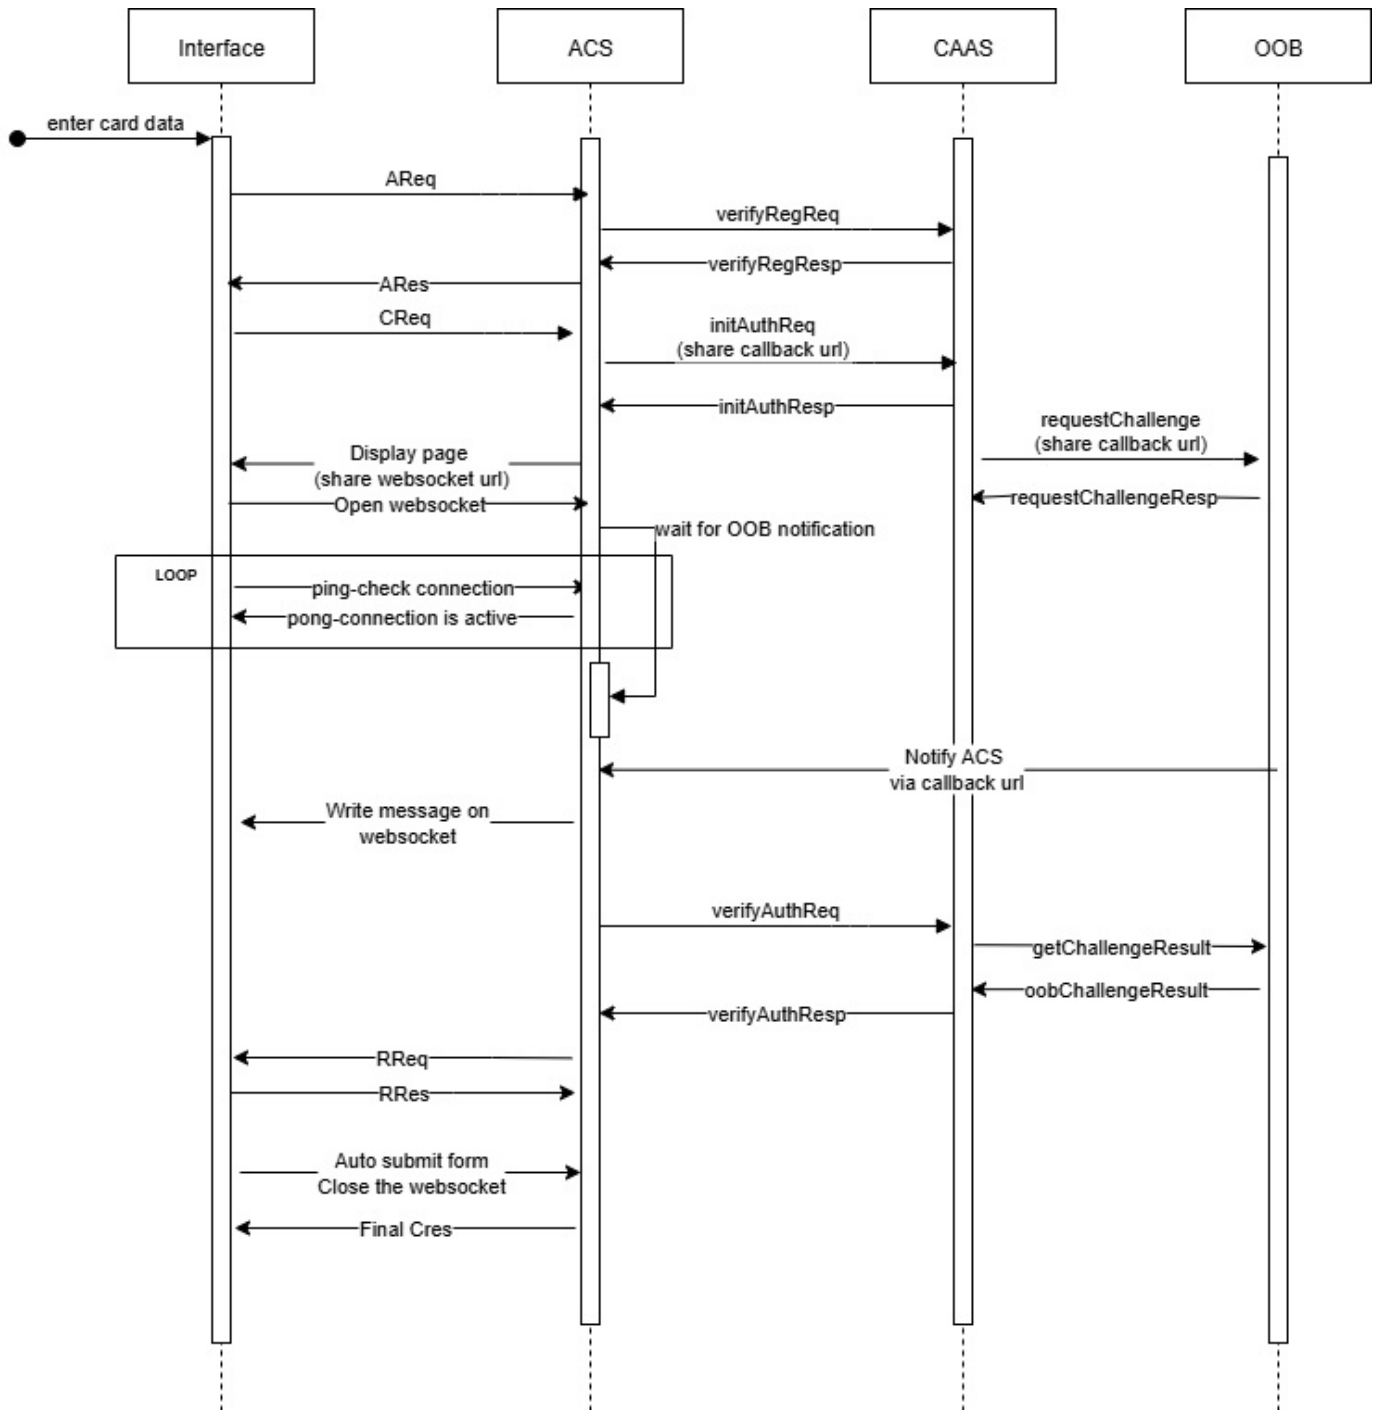 Interface
ACS
CAAS
OOB
enter card data
AReq
verifyRegReq
verifyRegResp
ARes
CReq
initAuthReq
(share callback url)
initAuthResp
requestChallenge
(share callback url)
Display page
(share websocket url)
requestChallengeResp
Open websocket
wait for OOB notification
LOOP
ping-check connection
pong-connection is active
Notify ACS
via callback url
Write message on
websocket
verifyAuthReq
getChallengeResult
oobChallengeResult
verifyAuthResp
RReq
RRes
Auto submit form
Close the websocket
Final Cres